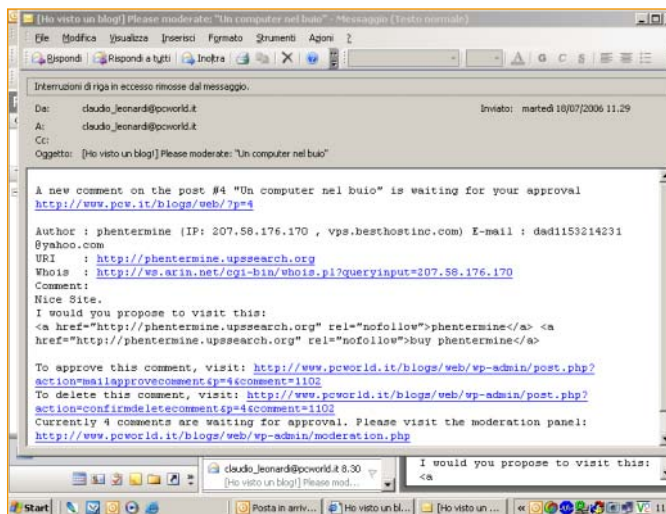 [Ho visto un blog!] Please moderate: "Un computer nel buio" - Messaggio (Testo normale)
File Modifica Visualizza Inserisci Formato Strumenti Azioni ?
Rispondi Rispondi a tutti Inoltra A G C S
Interruzioni di riga in eccesso rimosse dal messaggio.
Da: claudio_leonardi@pcworld.it Inviato: martedì 18/07/2006 11.29
A: claudio_leonardi@pcworld.it
Cc:
Oggetto: [Ho visto un blog!] Please moderate: "Un computer nel buio"
A new comment on the post #4 "Un computer nel buio" is waiting for your approval
http://www.pcw.it/blogs/web/?p=4
Author : phentermine (IP: 207.58.176.170 , vps.besthostinc.com) E-mail : dad1153214231
@yahoo.com
URI : http://phentermine.upssearch.org
Whois : http://ws.arin.net/cgi-bin/whois.pl?queryinput=207.58.176.170
Comment:
Nice Site.
I would you propose to visit this:
<a href="http://phentermine.upssearch.org" rel="nofollow">phentermine</a> <a
href="http://phentermine.upssearch.org" rel="nofollow">buy phentermine</a>
To approve this comment, visit: http://www.pcworld.it/blogs/web/wp-admin/post.php?
action=mailapprovecomment&p=4&comment=1102
To delete this comment, visit: http://www.pcworld.it/blogs/web/wp-admin/post.php?
action=confirmdeletecomment&p=4&comment=1102
Currently 4 comments are waiting for approval. Please visit the moderation panel:
http://www.pcworld.it/blogs/web/wp-admin/moderation.php
claudio_leonardi@pcworld.it 8.30
[Ho visto un blog!] Please mod...
I would you propose to visit this:
<a
Start Posta in arriv... Ho visto un bl... [Ho visto un ... « 11